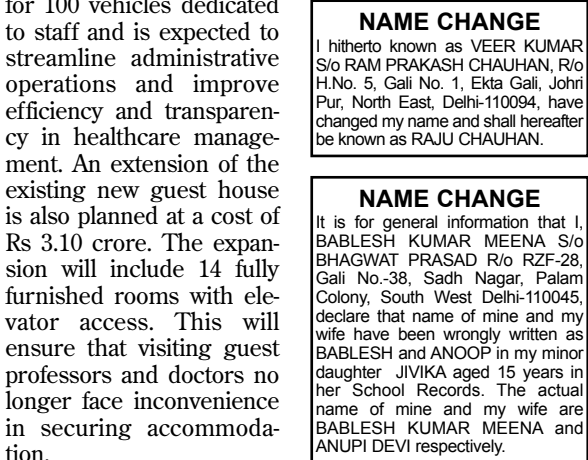 for 100 vehicles dedicated
to staff and is expected to
streamline administrative
operations and improve
efficiency and transparen-
cy in healthcare manage-
ment. An extension of the
existing new guest house
is also planned at a cost of
Rs 3.10 crore. The expan-
sion will include 14 fully
furnished rooms with ele-
vator access. This will
ensure that visiting guest
professors and doctors no
longer face inconvenience
in securing accommoda-
tion.
NAME CHANGE
I hitherto known as VEER KUMAR
S/o RAM PRAKASH CHAUHAN, R/o
H.No. 5, Gali No. 1, Ekta Gali, Johri
Pur, North East, Delhi-110094, have
changed my name and shall hereafter
be known as RAJU CHAUHAN.
NAME CHANGE
It is for general information that I,
BABLESH KUMAR MEENA S/o
BHAGWAT PRASAD R/o RZF-28,
Gali No.-38, Sadh Nagar, Palam
Colony, South West Delhi-110045,
declare that name of mine and my
wife have been wrongly written as
BABLESH and ANOOP in my minor
daughter JIVIKA aged 15 years in
her School Records. The actual
name of mine and my wife are
BABLESH KUMAR MEENA and
ANUPI DEVI respectively.